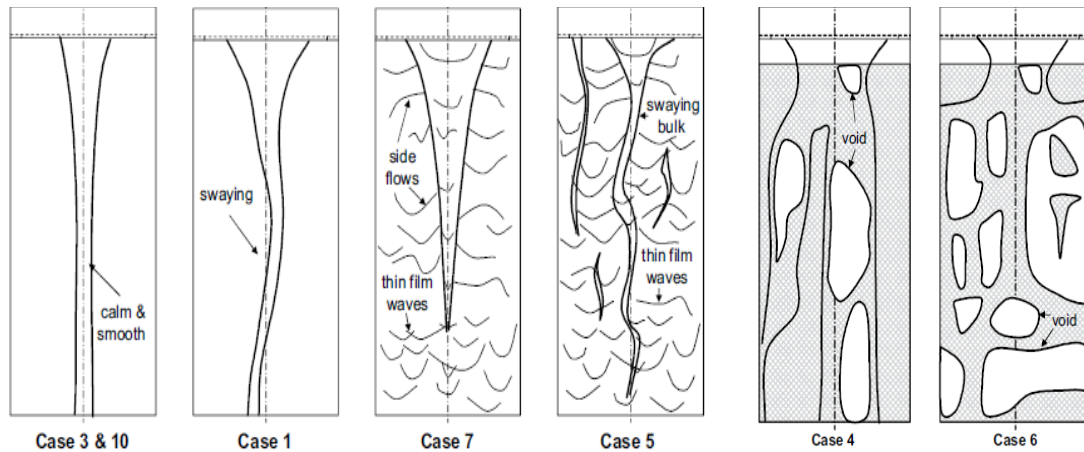 calm &
smooth
Case 3 & 10
swaying
Case 1
side
flows
thin film
waves
Case 7
swaying
bulk
thin film
waves
Case 5
void
Case 4
void
Case 6